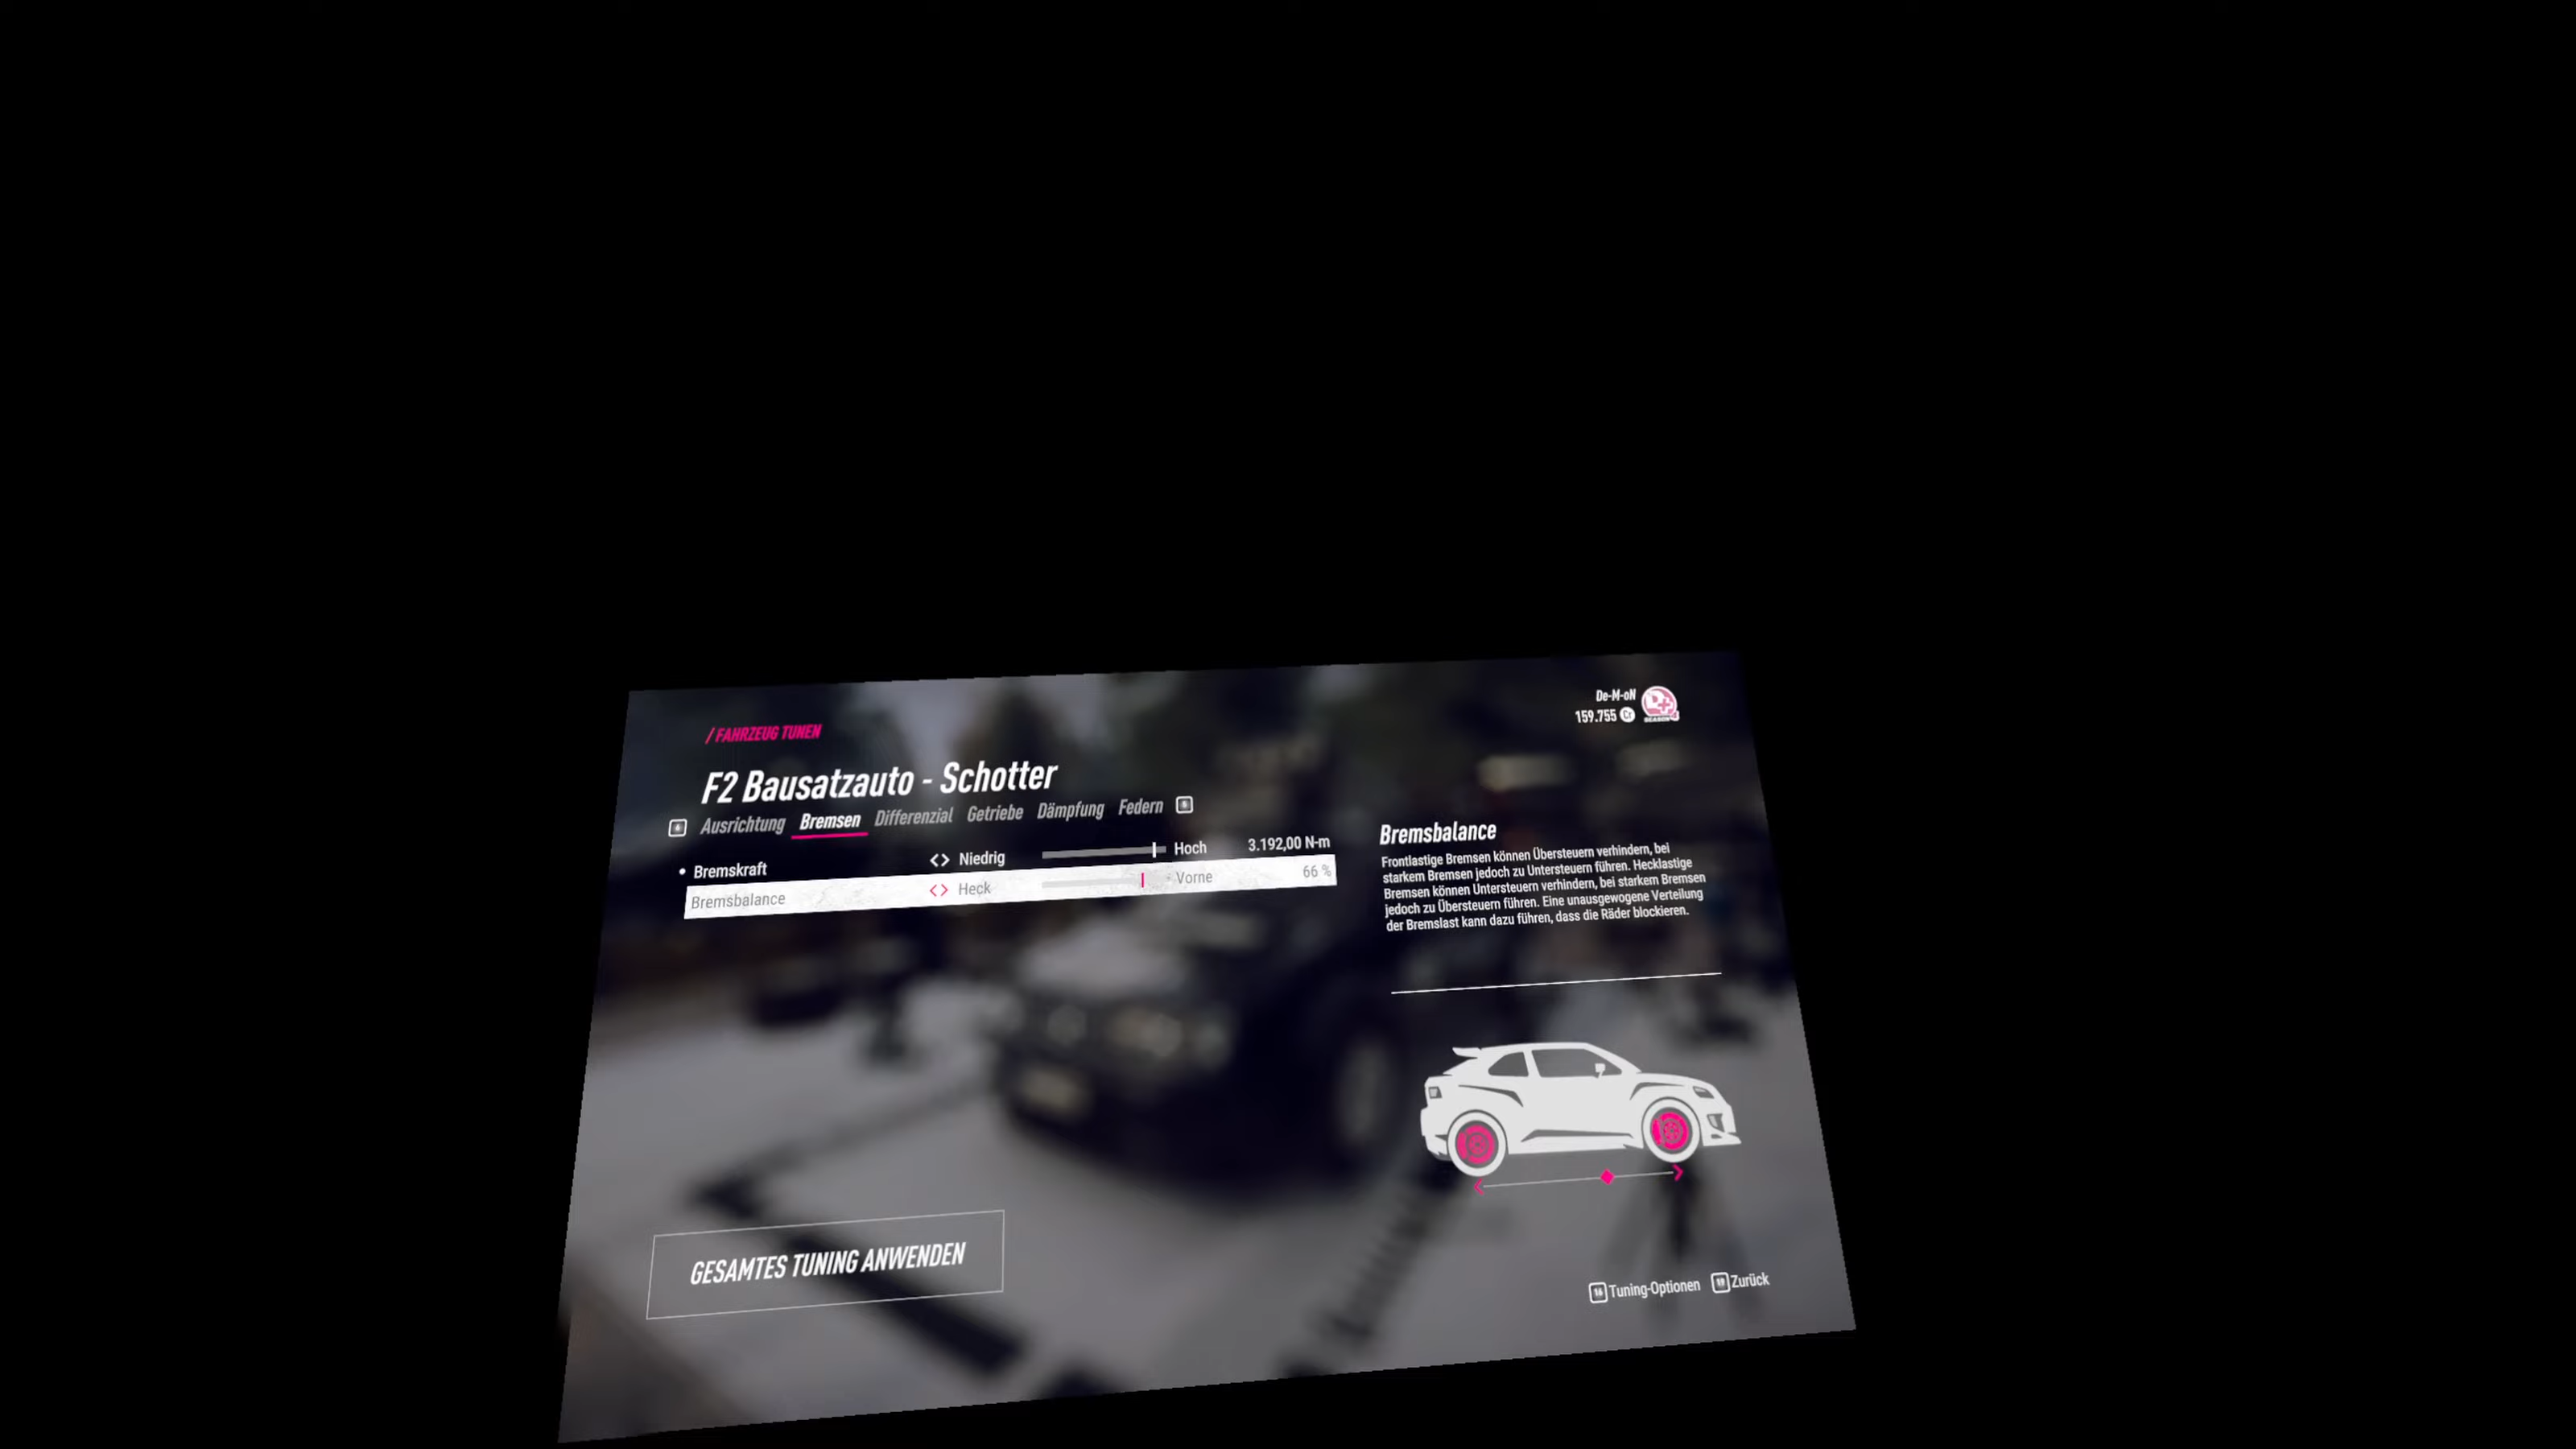 De-M-oN
159.755 Cr
D+
SEASON 4
/ FAHRZEUG TUNEN
F2 Bausatzauto - Schotter
Ausrichtung Bremsen Differenzial Getriebe Dämpfung Federn
Bremskraft <> Niedrig Hoch 3.192,00 N-m
Bremsbalance <> Heck Vorne 66 %
Bremsbalance
Frontlastige Bremsen können Übersteuern verhindern, bei
starkem Bremsen jedoch zu Untersteuern führen. Hecklastige
Bremsen können Untersteuern verhindern, bei starkem Bremsen
jedoch zu Übersteuern führen. Eine unausgewogene Verteilung
der Bremslast kann dazu führen, dass die Räder blockieren.
GESAMTES TUNING ANWENDEN
Tuning-Optionen Zurück